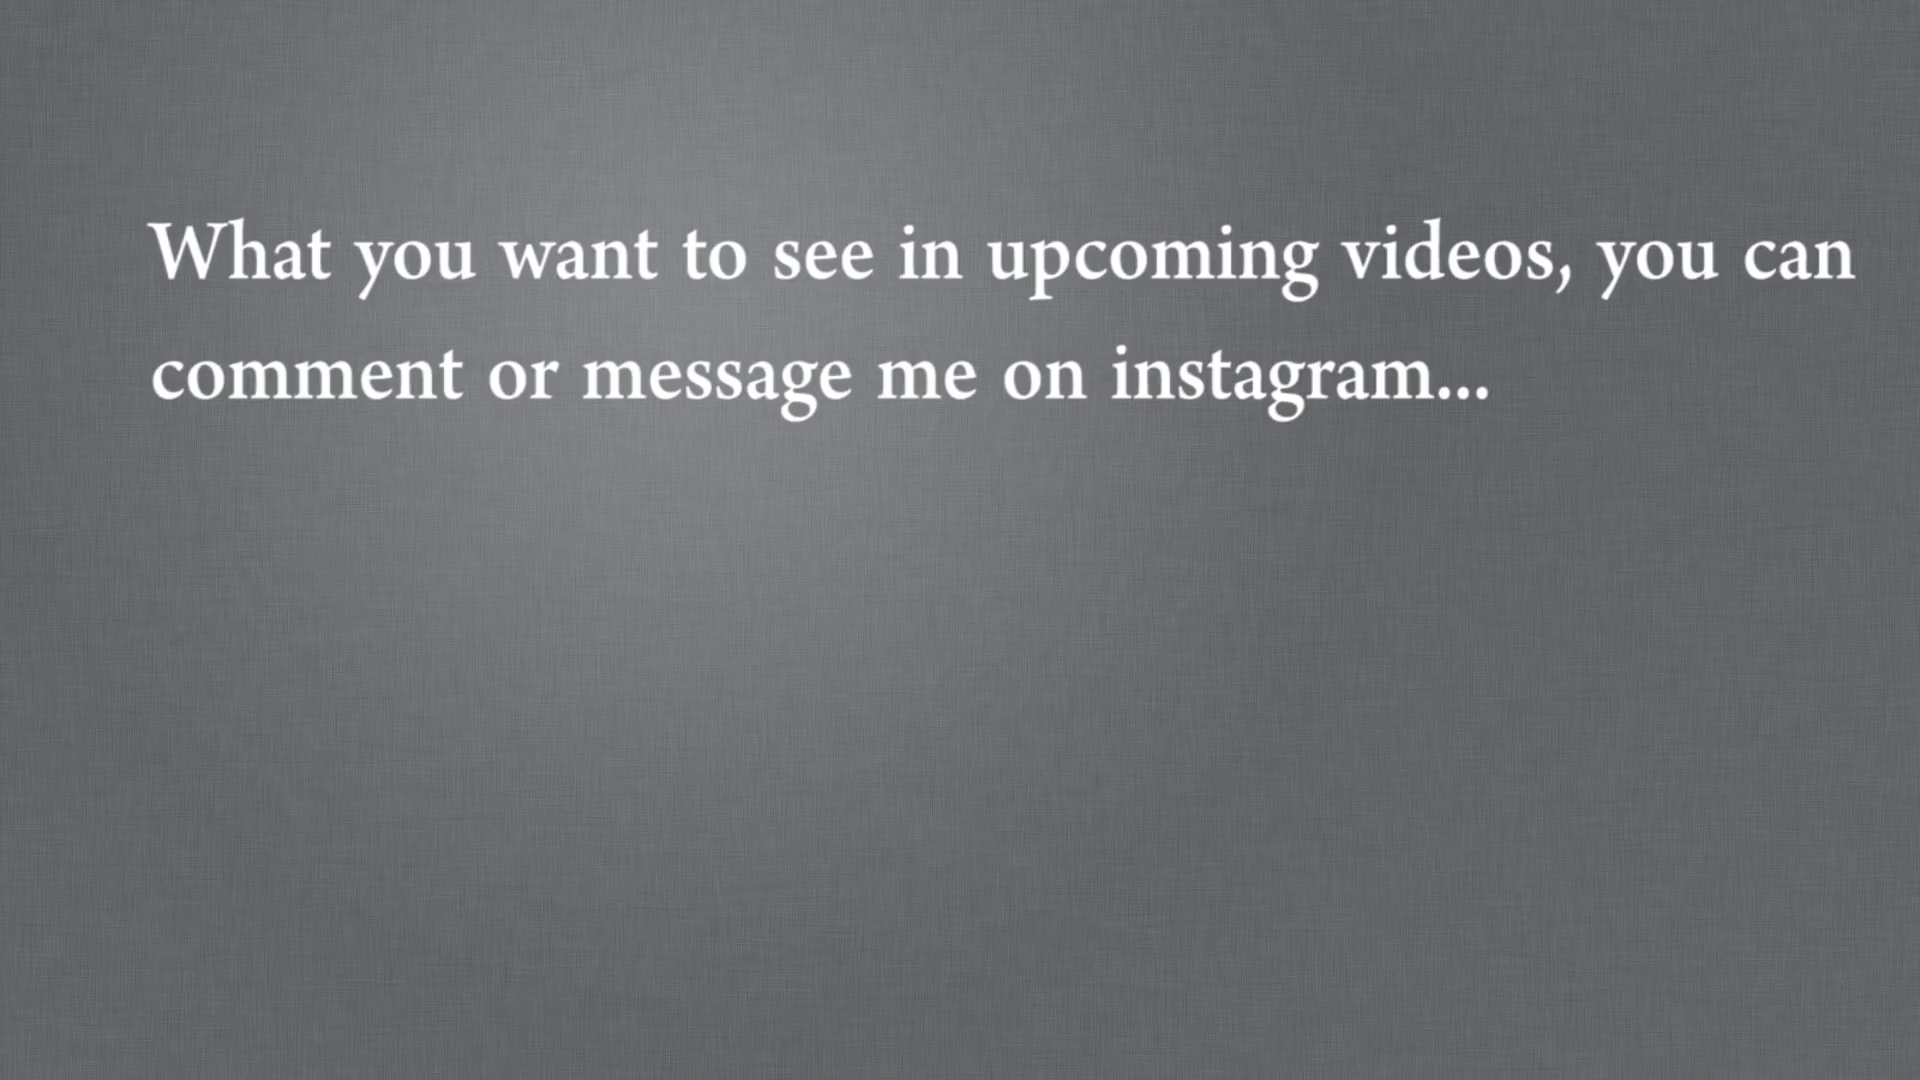 What you want to see in upcoming videos, you can
comment or message me on instagram...